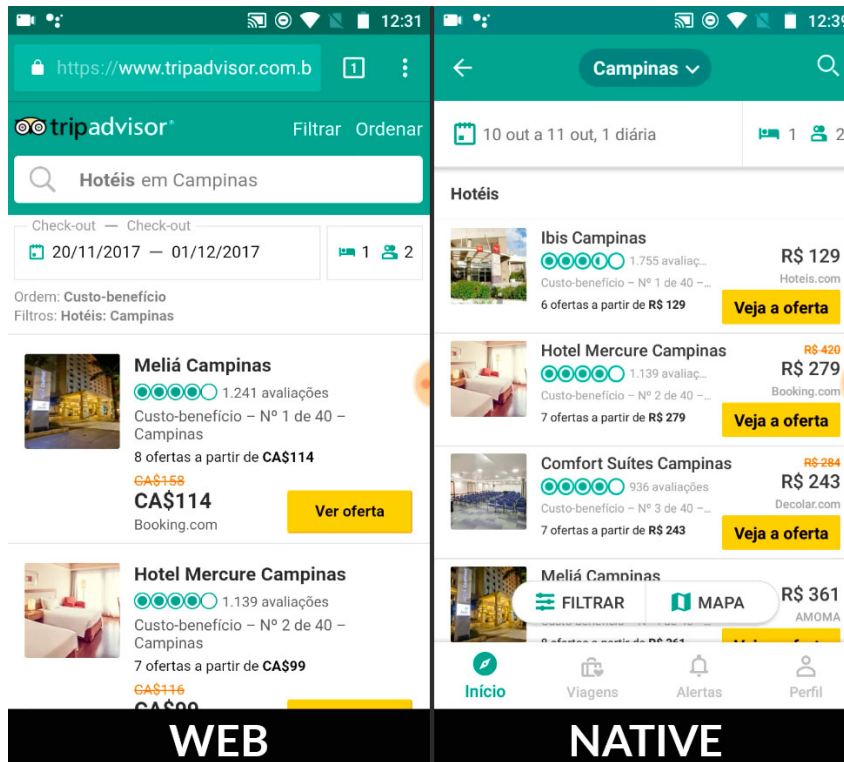 12:31
https://www.tripadvisor.com.b
1
tripadvisor
Filtrar Ordenar
Hotéis em Campinas
Check-out — Check-out
20/11/2017 — 01/12/2017
1 2
Ordem: Custo-benefício
Filtros: Hotéis: Campinas
Meliá Campinas
1.241 avaliações
Custo-benefício – Nº 1 de 40 –
Campinas
8 ofertas a partir de CA$114
CA$158
CA$114
Booking.com
Ver oferta
Hotel Mercure Campinas
1.139 avaliações
Custo-benefício – Nº 2 de 40 –
Campinas
7 ofertas a partir de CA$99
CA$116
CA$99
WEB
12:39
Campinas
10 out a 11 out, 1 diária
1 2
Hotéis
Ibis Campinas
1.755 avaliaç...
Custo-benefício – Nº 1 de 40 –...
6 ofertas a partir de R$ 129
R$ 129
Hoteis.com
Veja a oferta
Hotel Mercure Campinas
1.139 avaliaç...
Custo-benefício – Nº 2 de 40 –...
7 ofertas a partir de R$ 279
R$ 420
R$ 279
Booking.com
Veja a oferta
Comfort Suítes Campinas
936 avaliações
Custo-benefício – Nº 3 de 40 –...
7 ofertas a partir de R$ 243
R$ 284
R$ 243
Decolar.com
Veja a oferta
Meliá Campinas
R$ 361
AMOMA
FILTRAR
MAPA
Início
Viagens
Alertas
Perfil
NATIVE